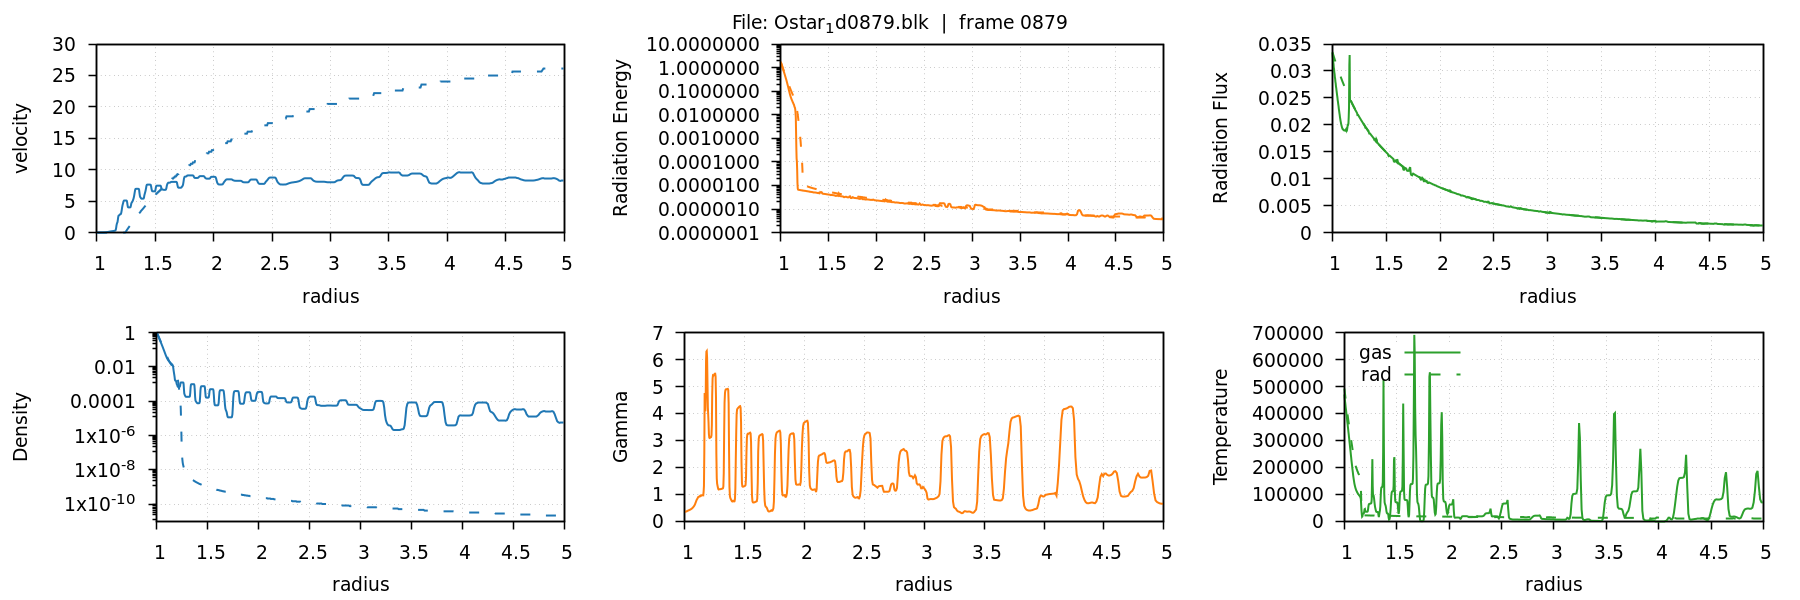 File: Ostar1d0879.blk | frame 0879
velocity
30
25
20
15
10
5
0
1 1.5 2 2.5 3 3.5 4 4.5 5
radius
Radiation Energy
10.0000000
1.0000000
0.1000000
0.0100000
0.0010000
0.0001000
0.0000100
0.0000010
0.0000001
1 1.5 2 2.5 3 3.5 4 4.5 5
radius
Radiation Flux
0.035
0.03
0.025
0.02
0.015
0.01
0.005
0
1 1.5 2 2.5 3 3.5 4 4.5 5
radius
Density
1
0.01
0.0001
1x10-6
1x10-8
1x10-10
1 1.5 2 2.5 3 3.5 4 4.5 5
radius
Gamma
7
6
5
4
3
2
1
0
1 1.5 2 2.5 3 3.5 4 4.5 5
radius
Temperature
700000
600000
500000
400000
300000
200000
100000
0
gas
rad
1 1.5 2 2.5 3 3.5 4 4.5 5
radius